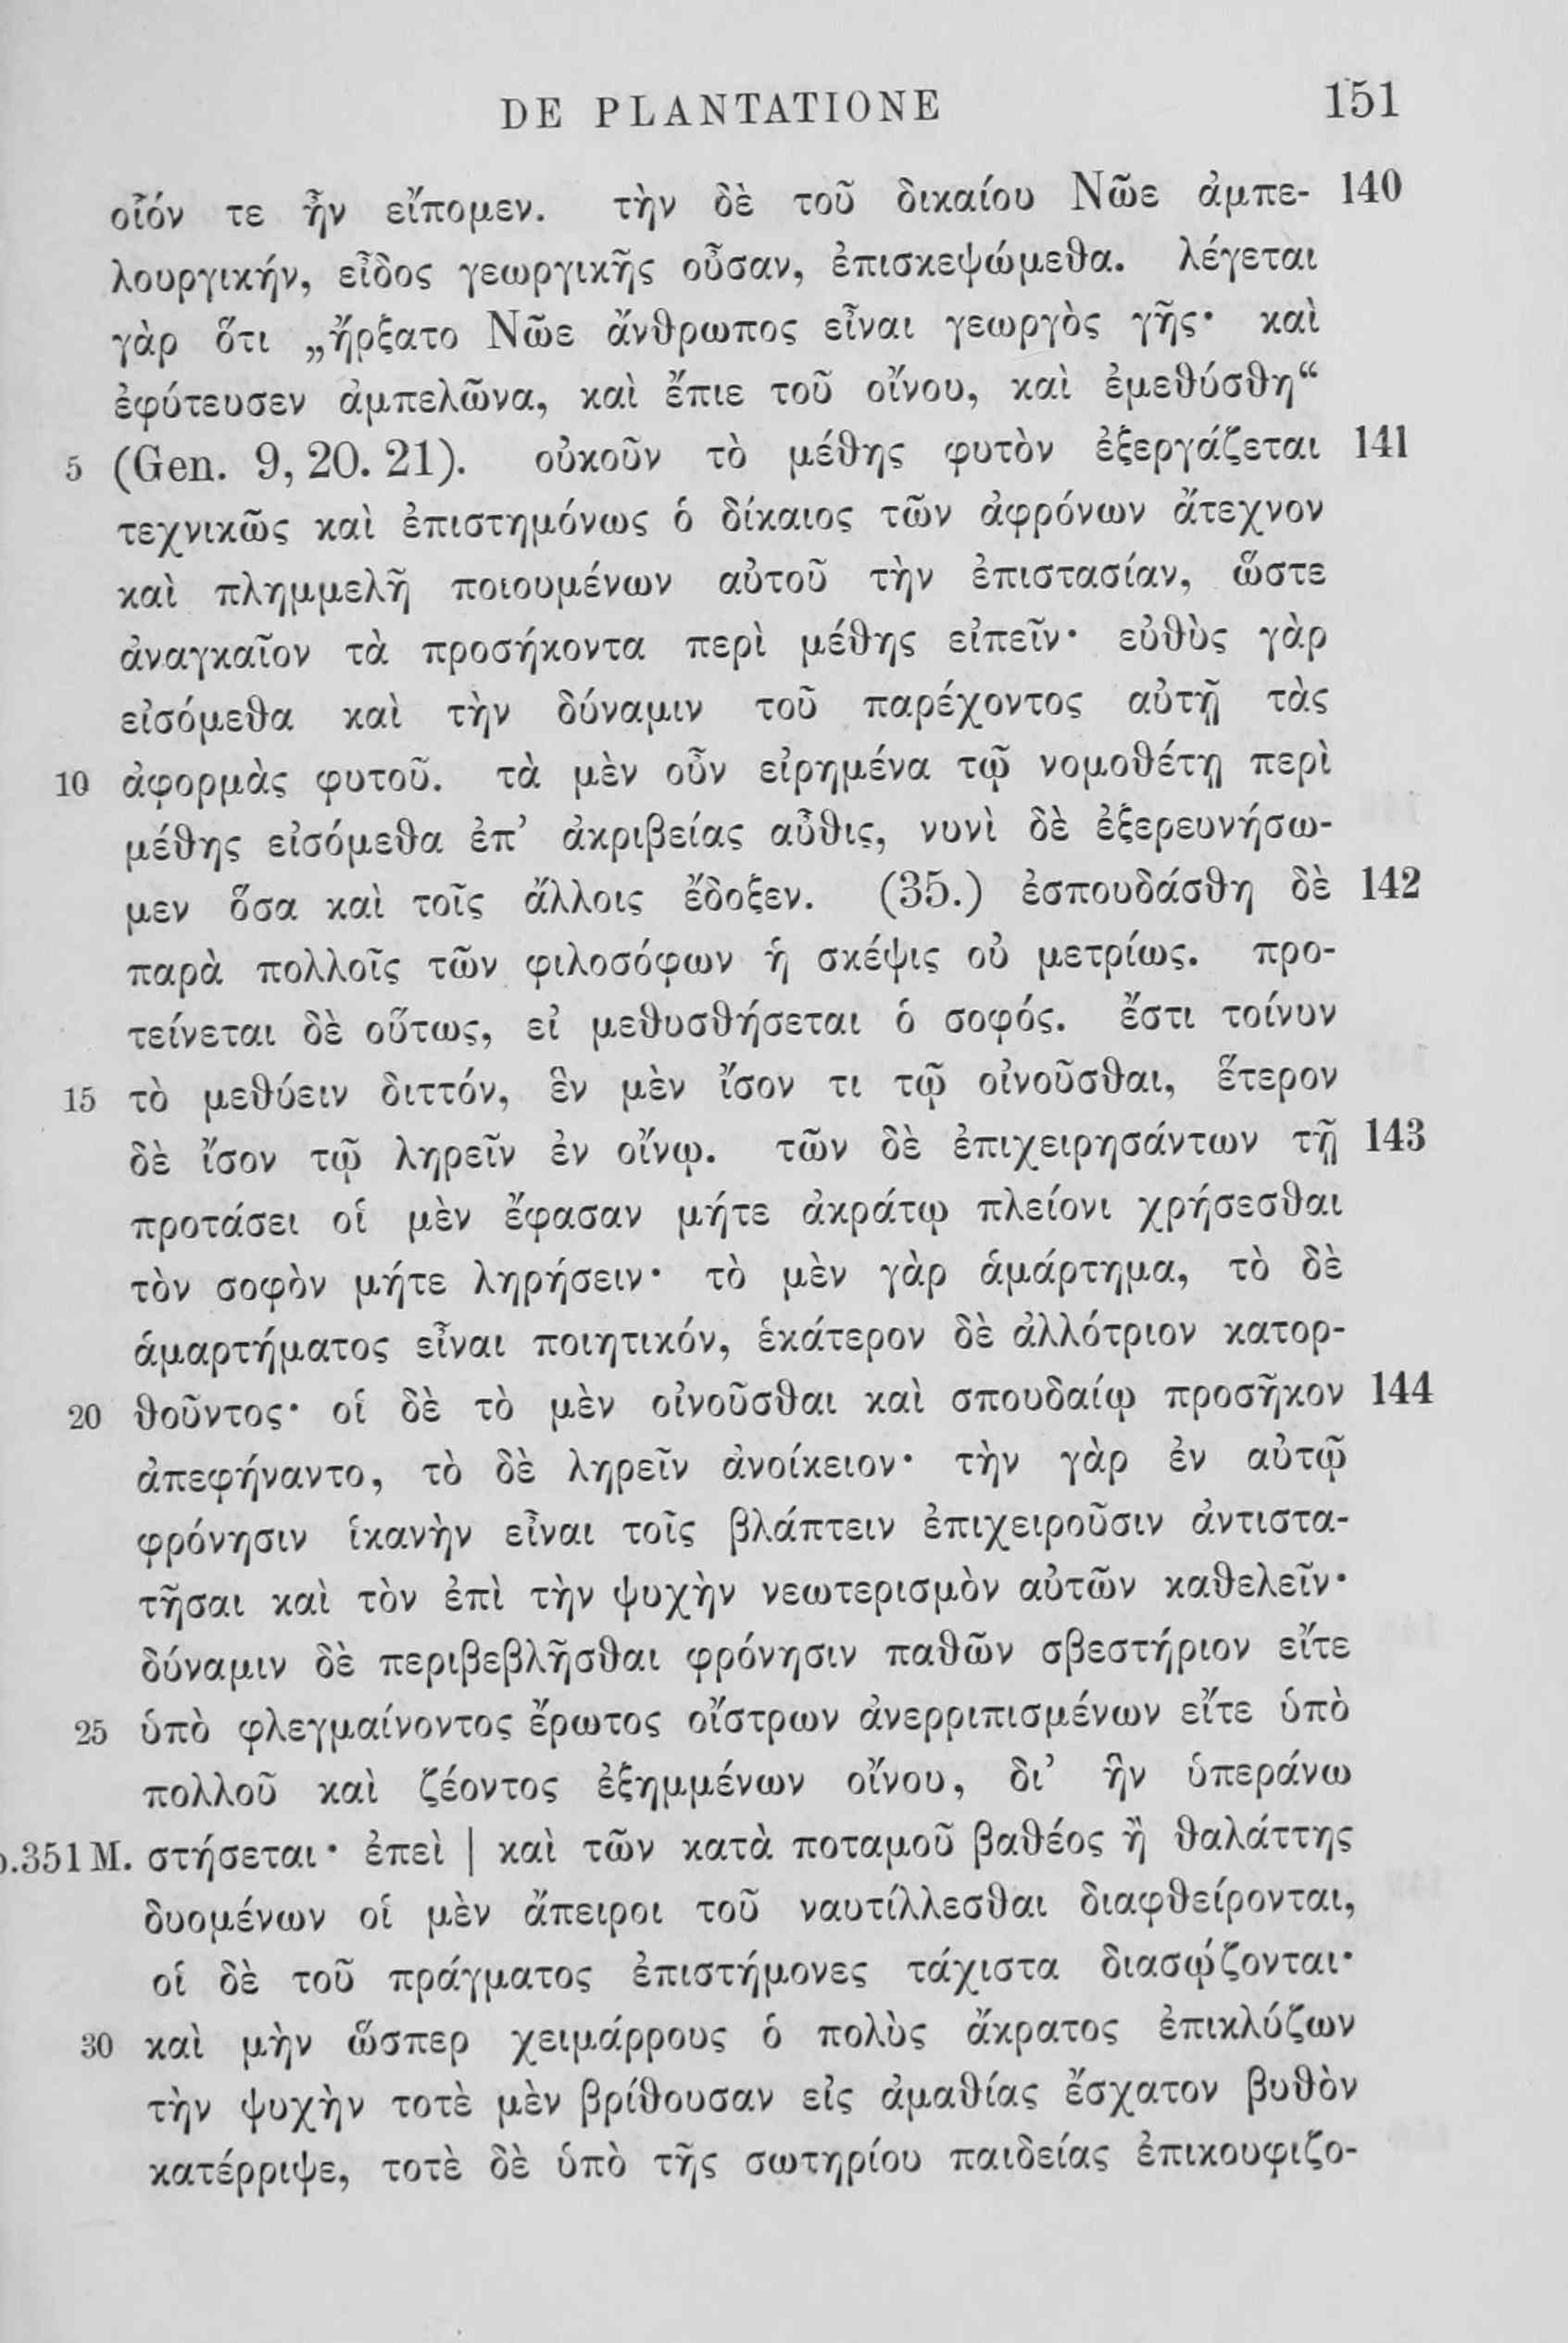 DE PLANTATIONE 151
οἷόν τε ἦν εἴπομεν. τὴν δὲ τοῦ δικαίου Νῶε ἀμπε- 140
λουργικήν, εἶδος γεωργικῆς οὖσαν, ἐπισκεψώμεθα. λέγεται
γὰρ ὅτι „ἤρξατο Νῶε ἄνθρωπος εἶναι γεωργὸς γῆς· καὶ
ἐφύτευσεν ἀμπελῶνα, καὶ ἔπιε τοῦ οἴνου, καὶ ἐμεθύσθη“
5 (Gen. 9, 20. 21). οὐκοῦν τὸ μέθης φυτὸν ἐξεργάζεται 141
τεχνικῶς καὶ ἐπιστημόνως ὁ δίκαιος τῶν ἀφρόνων ἄτεχνον
καὶ πλημμελῆ ποιουμένων αὐτοῦ τὴν ἐπιστασίαν, ὥστε
ἀναγκαῖον τὰ προσήκοντα περὶ μέθης εἰπεῖν· εὐθὺς γὰρ
εἰσόμεθα καὶ τὴν δύναμιν τοῦ παρέχοντος αὐτῇ τὰς
10 ἀφορμὰς φυτοῦ. τὰ μὲν οὖν εἰρημένα τῷ νομοθέτῃ περὶ
μέθης εἰσόμεθα ἐπ’ ἀκριβείας αὖθις, νυνὶ δὲ ἐξερευνήσω-
μεν ὅσα καὶ τοῖς ἄλλοις ἔδοξεν. (35.) ἐσπουδάσθη δὲ 142
παρὰ πολλοῖς τῶν φιλοσόφων ἡ σκέψις οὐ μετρίως. προ-
τείνεται δὲ οὕτως, εἰ μεθυσθήσεται ὁ σοφός. ἔστι τοίνυν
15 τὸ μεθύειν διττόν, ἓν μὲν ἴσον τι τῷ οἰνοῦσθαι, ἕτερον
δὲ ἴσον τῷ ληρεῖν ἐν οἴνῳ. τῶν δὲ ἐπιχειρησάντων τῇ 143
προτάσει οἱ μὲν ἔφασαν μήτε ἀκράτῳ πλείονι χρήσεσθαι
τὸν σοφὸν μήτε ληρήσειν· τὸ μὲν γὰρ ἁμάρτημα, τὸ δὲ
ἁμαρτήματος εἶναι ποιητικόν, ἑκάτερον δὲ ἀλλότριον κατορ-
20 θοῦντος· οἱ δὲ τὸ μὲν οἰνοῦσθαι καὶ σπουδαίῳ προσῆκον 144
ἀπεφήναντο, τὸ δὲ ληρεῖν ἀνοίκειον· τὴν γὰρ ἐν αὐτῷ
φρόνησιν ἱκανὴν εἶναι τοῖς βλάπτειν ἐπιχειροῦσιν ἀντιστα-
τῆσαι καὶ τὸν ἐπὶ τὴν ψυχὴν νεωτερισμὸν αὐτῶν καθελεῖν·
δύναμιν δὲ περιβεβλῆσθαι φρόνησιν παθῶν σβεστήριον εἴτε
25 ὑπὸ φλεγμαίνοντος ἔρωτος οἴστρων ἀνερριπισμένων εἴτε ὑπὸ
πολλοῦ καὶ ζέοντος ἐξημμένων οἴνου, δι’ ἣν ὑπεράνω
p.351 M. στήσεται· ἐπεὶ | καὶ τῶν κατὰ ποταμοῦ βαθέος ἢ θαλάττης
δυομένων οἱ μὲν ἄπειροι τοῦ ναυτίλλεσθαι διαφθείρονται,
οἱ δὲ τοῦ πράγματος ἐπιστήμονες τάχιστα διασῴζονται·
30 καὶ μὴν ὥσπερ χειμάρρους ὁ πολὺς ἄκρατος ἐπικλύζων
τὴν ψυχὴν τοτὲ μὲν βρίθουσαν εἰς ἀμαθίας ἔσχατον βυθὸν
κατέρριψε, τοτὲ δὲ ὑπὸ τῆς σωτηρίου παιδείας ἐπικουφιζο-